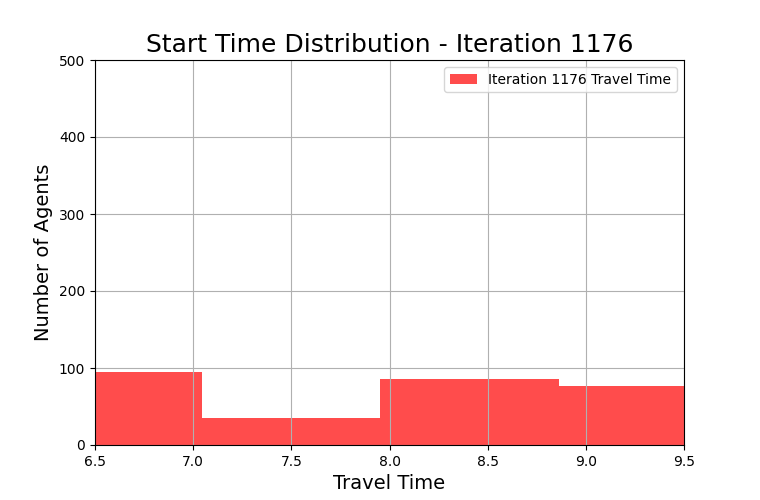 Start Time Distribution - Iteration 1176
500
400
300
200
100
0
Number of Agents
Iteration 1176 Travel Time
6.5 7.0 7.5 8.0 8.5 9.0 9.5
Travel Time